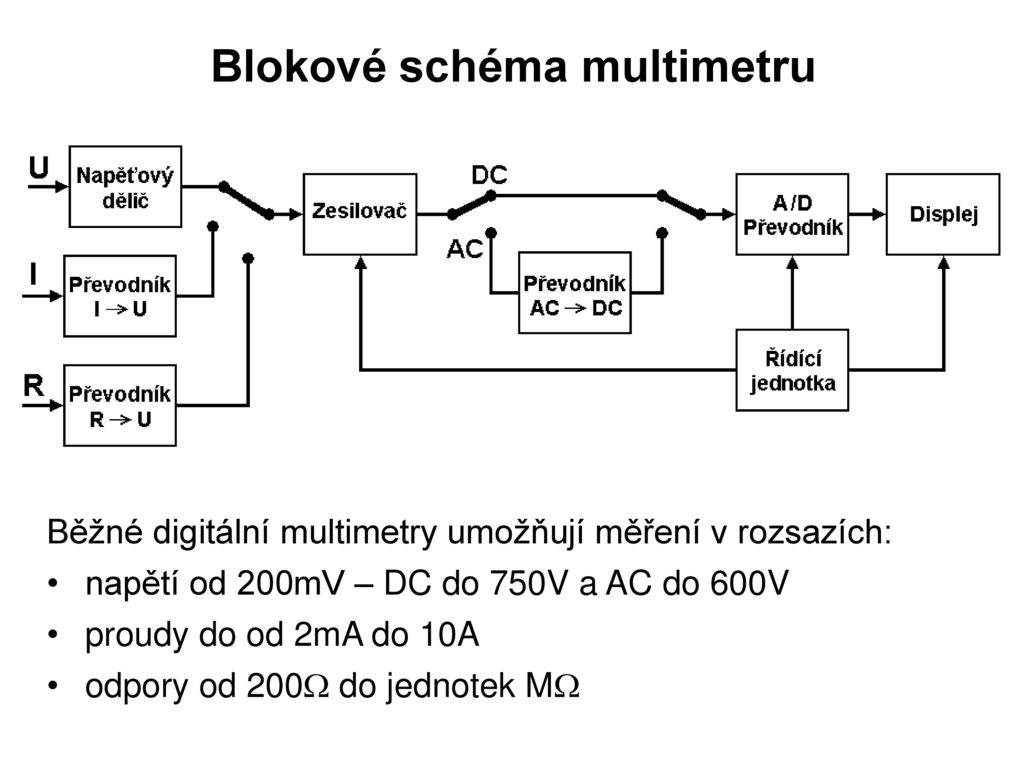 Blokové schéma multimetru
U
Napěťový
dělič
I
Převodník
I → U
R
Převodník
R → U
Zesilovač
DC
AC
Převodník
AC → DC
A/D
Převodník
Displej
Řídící
jednotka
Běžné digitální multimetry umožňují měření v rozsazích:
• napětí od 200mV – DC do 750V a AC do 600V
• proudy do od 2mA do 10A
• odpory od 200Ω do jednotek MΩ